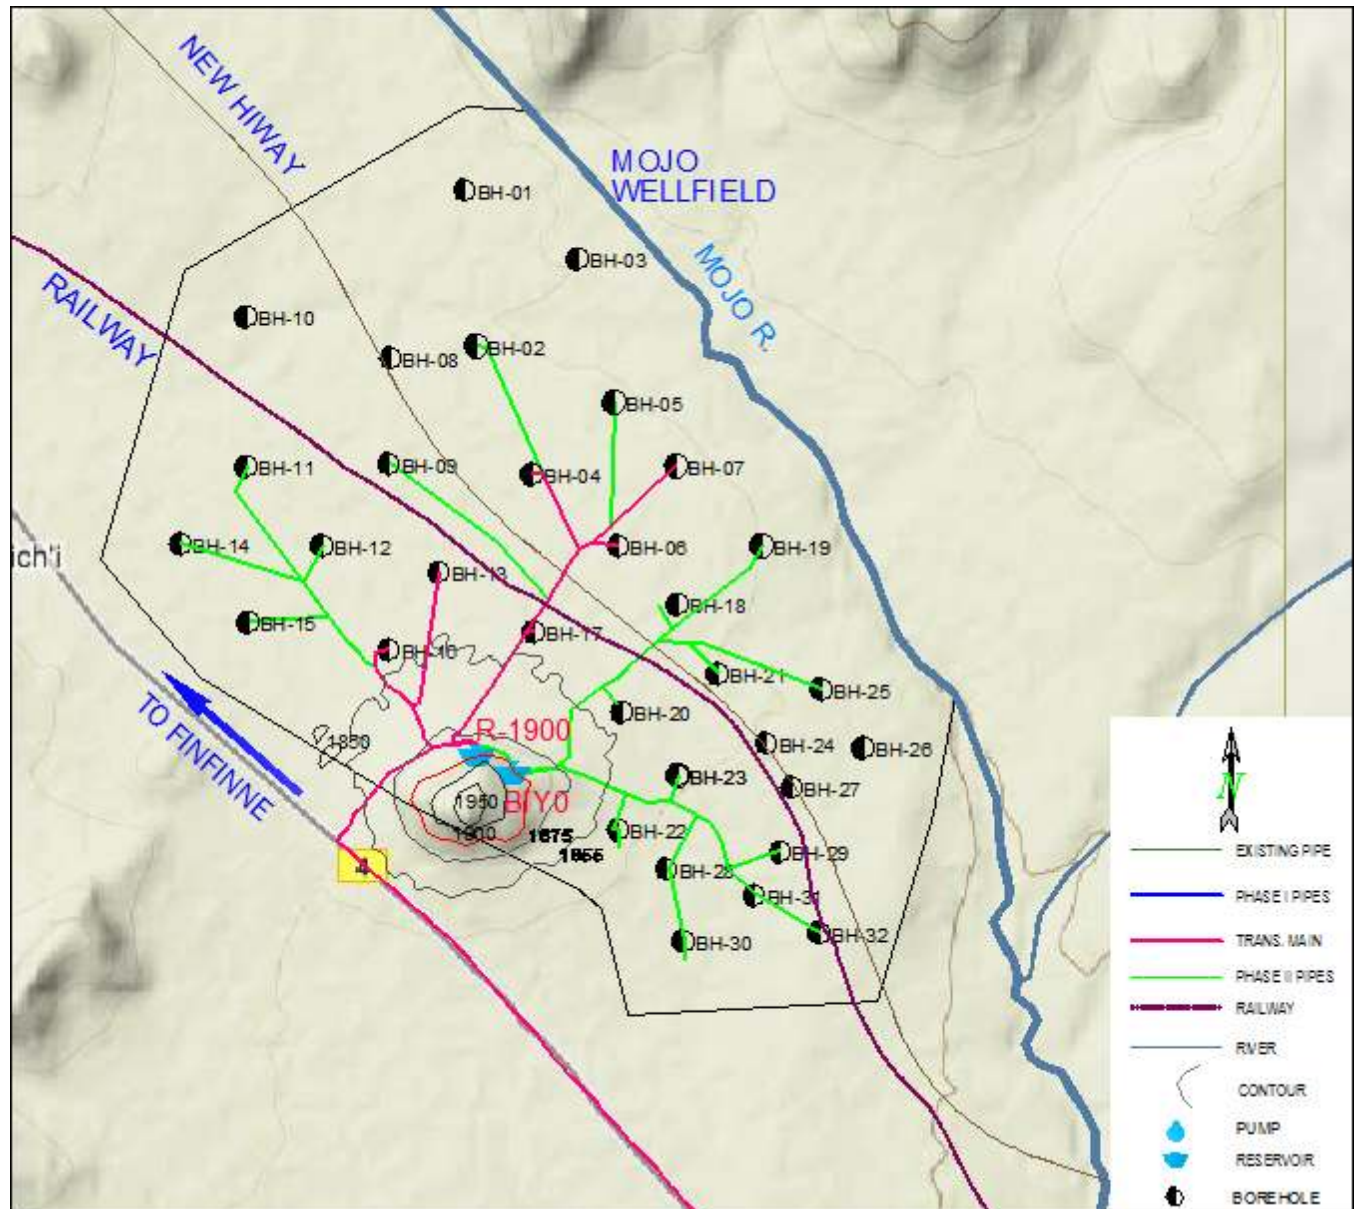 NEW HIWAY
MOJO
WELLFIELD
BH-01
BH-03
MOJO R.
RAILWAY
BH-10
BH-02
BH-08
BH-05
BH-11
BH-09
BH-04
BH-07
BH-14
BH-12
BH-06
BH-19
ich'i
BH-13
BH-18
BH-15
BH-17
BH-16
BH-21
BH-25
TO FINFINNE
BH-20
R-1900
1850
BH-24
BH-26
BH-23
BH-27
1950
BIYO
1900
1875
1855
BH-22
BH-29
4
BH-28
BH-31
BH-30
BH-32
N
EXISTING PIPE
PHASE I PIPES
TRANS. MAIN
PHASE II PIPES
RAILWAY
RIVER
CONTOUR
PUMP
RESERVOIR
BOREHOLE